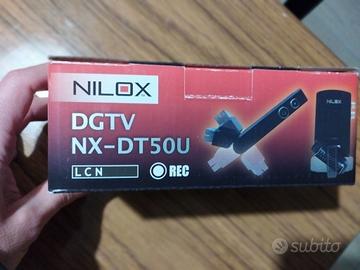 NILOX
DGTV
NX-DT50U
LCN
REC
NILOX
subito